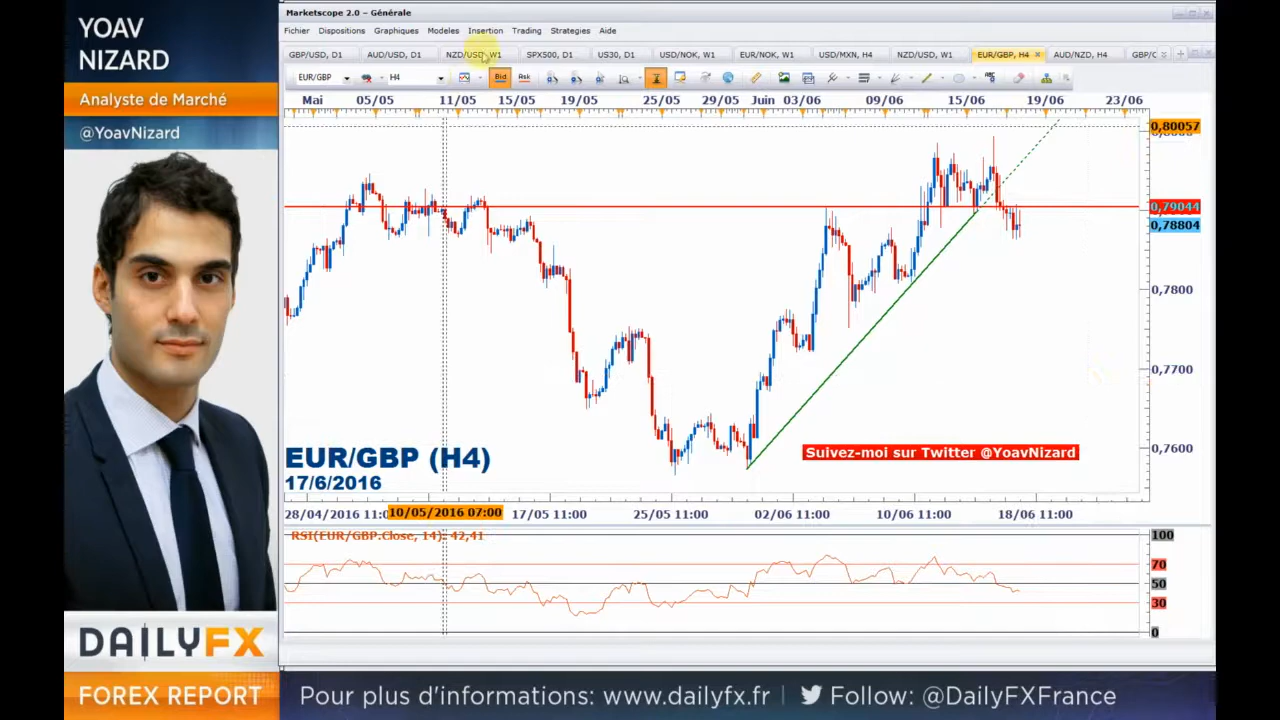 YOAV
NIZARD
Analyste de Marché
@YoavNizard
DAILYFX
FOREX REPORT
Marketscope 2.0 – Générale
Fichier Dispositions Graphiques Modeles Insertion Trading Strategies Aide
GBP/USD, D1 AUD/USD, D1 NZD/USD, W1 SPX500, D1 US30, D1 USD/NOK, W1 EUR/NOK, W1 USD/MXN, H4 NZD/USD, W1 EUR/GBP, H4 AUD/NZD, H4 GBP/C
EUR/GBP H4 Bid Ask
Mai 05/05 11/05 15/05 19/05 25/05 29/05 Juin 03/06 09/06 15/06 19/06 23/06
0,80057
0,79044
0,78804
0,7800
0,7700
0,7600
EUR/GBP (H4)
17/6/2016
Suivez-moi sur Twitter @YoavNizard
28/04/2016 11:0 10/05/2016 07:00 17/05 11:00 25/05 11:00 02/06 11:00 10/06 11:00 18/06 11:00
RSI(EUR/GBP.Close, 14): 42,41
100
70
50
30
0
Pour plus d'informations: www.dailyfx.fr | Follow: @DailyFXFrance